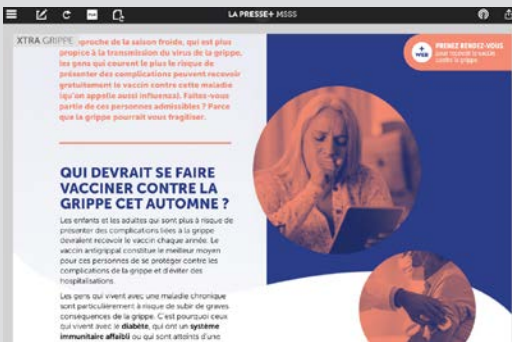 LA PRESSE+ MSSS
XTRA GRIPPE
proche de la saison froide, qui est plus
propice à la transmission du virus de la grippe,
les gens qui courent le plus le risque de
présenter des complications peuvent recevoir
gratuitement le vaccin contre cette maladie
(qu'on appelle aussi influenza). Faites-vous
partie de ces personnes admissibles ? Parce
que la grippe pourrait vous fragiliser.
+
WEB
PRENEZ RENDEZ-VOUS
pour recevoir le vaccin
contre la grippe
QUI DEVRAIT SE FAIRE
VACCINER CONTRE LA
GRIPPE CET AUTOMNE ?
Les enfants et les adultes qui sont plus à risque de
présenter des complications liées à la grippe
devraient recevoir le vaccin chaque année. Le
vaccin antigrippal constitue le meilleur moyen
pour ces personnes de se protéger contre les
complications de la grippe et d'éviter des
hospitalisations.
Les gens qui vivent avec une maladie chronique
sont particulièrement à risque de subir de graves
conséquences de la grippe. C'est pourquoi ceux
qui vivent avec le diabète, qui ont un système
immunitaire affaibli ou qui sont atteints d'une